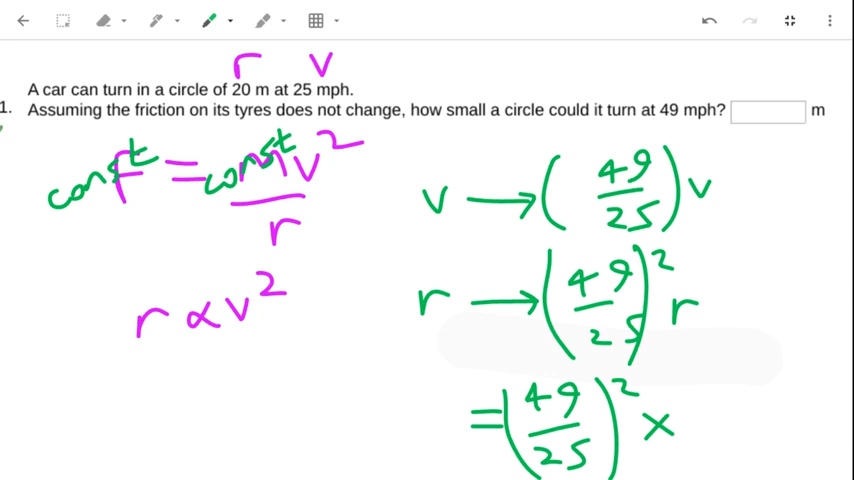 r v
A car can turn in a circle of 20 m at 25 mph.
1. Assuming the friction on its tyres does not change, how small a circle could it turn at 49 mph? m
const = const v²
r
r ∝ v²
v → (49/25) v
r → (49/25)² r
= (49/25)² ×